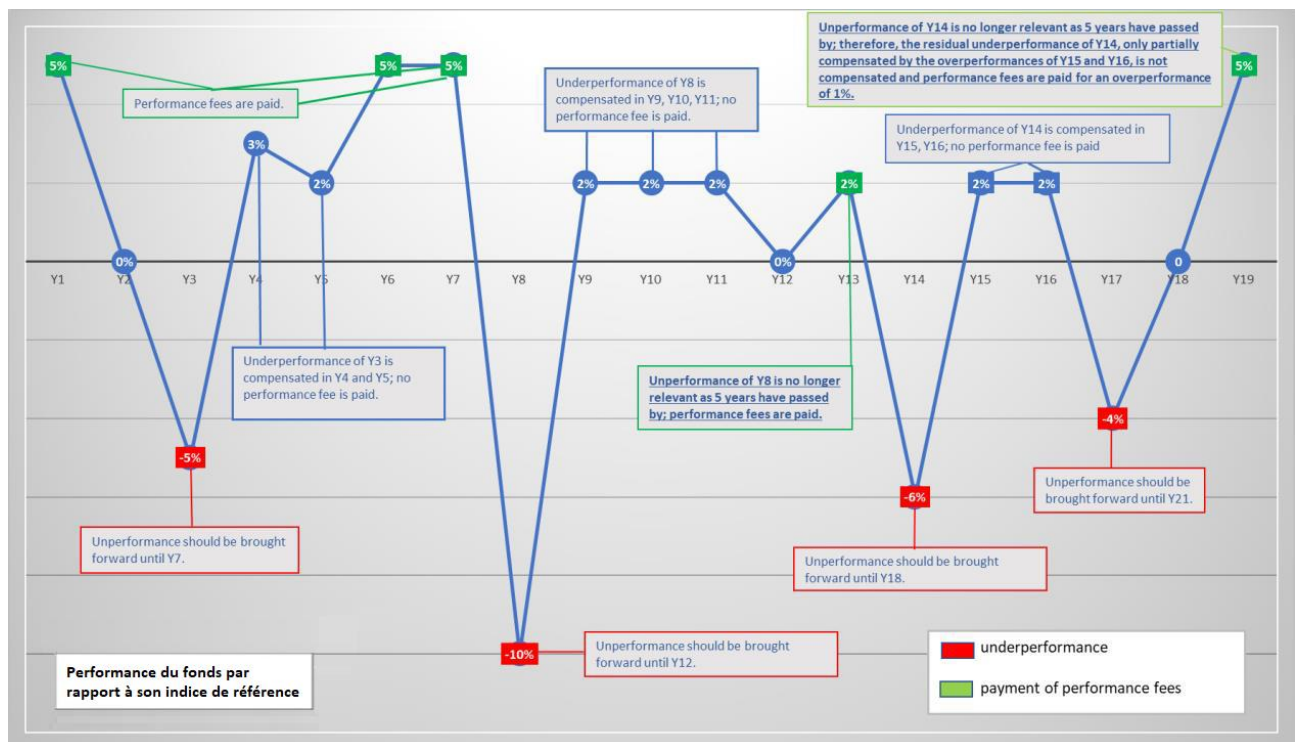 Unperformance of Y14 is no longer relevant as 5 years have passed
by; therefore, the residual underperformance of Y14, only partially
compensated by the overperformances of Y15 and Y16, is not
compensated and performance fees are paid for an overperformance
of 1%.
5%
5%
5%
5%
Performance fees are paid.
Underperformance of Y8 is
compensated in Y9, Y10, Y11; no
performance fee is paid.
Underperformance of Y14 is compensated in
Y15, Y16; no performance fee is paid
3%
2%
2%
2%
2%
2%
2%
2%
0%
0%
0
Y1
Y2
Y3
Y4
Y5
Y6
Y7
Y8
Y9
Y10
Y11
Y12
Y13
Y14
Y15
Y16
Y17
Y18
Y19
Underperformance of Y3 is
compensated in Y4 and Y5; no
performance fee is paid.
Unperformance of Y8 is no longer
relevant as 5 years have passed
by; performance fees are paid.
-4%
-5%
-6%
Unperformance should be
brought forward until Y21.
Unperformance should be brought
forward until Y7.
Unperformance should be brought
forward until Y18.
-10%
Unperformance should be brought
forward until Y12.
Performance du fonds par
rapport à son indice de référence
underperformance
payment of performance fees